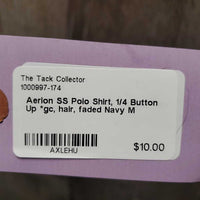 The Tack Collector
1000997-174
Aerion SS Polo Shirt, 1/4 Button
Up *gc, hair, faded Navy M
$10.00
AXLEHU